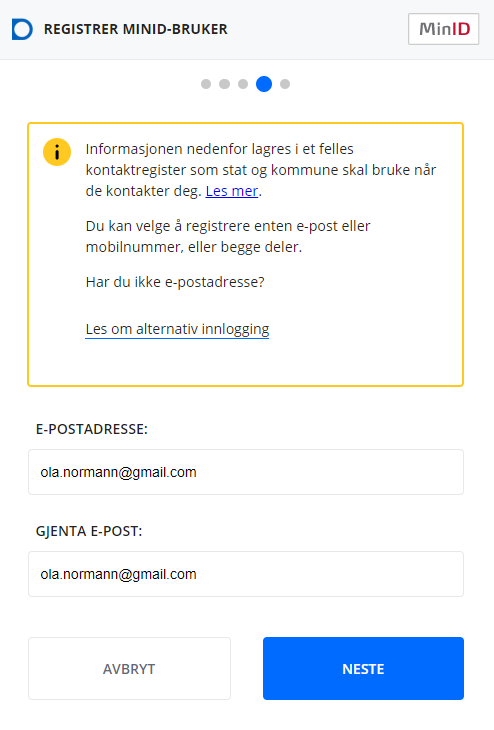 REGISTRER MINID-BRUKER
MinID
Informasjonen nedenfor lagres i et felles
kontaktregister som stat og kommune skal bruke når
de kontakter deg. Les mer.
Du kan velge å registrere enten e-post eller
mobilnummer, eller begge deler.
Har du ikke e-postadresse?
Les om alternativ innlogging
E-POSTADRESSE:
ola.normann@gmail.com
GJENTA E-POST:
ola.normann@gmail.com
AVBRYT
NESTE